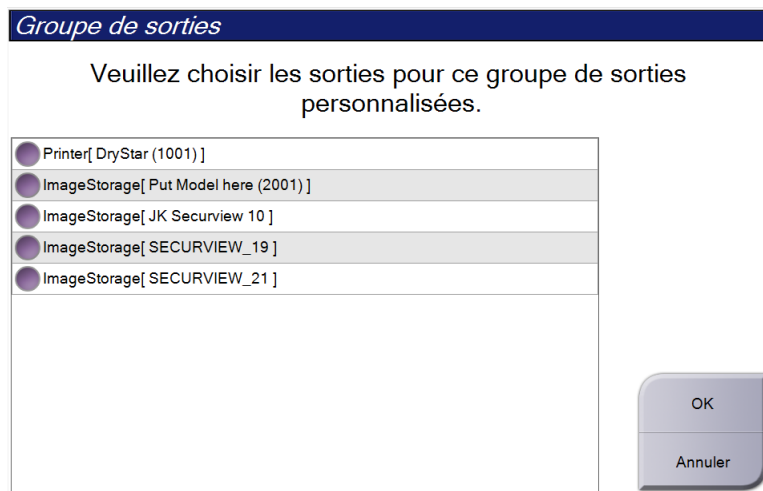 Groupe de sorties
Veuillez choisir les sorties pour ce groupe de sorties
personnalisées.
Printer[ DryStar (1001) ]
ImageStorage[ Put Model here (2001) ]
ImageStorage[ JK Securview 10 ]
ImageStorage[ SECURVIEW_19 ]
ImageStorage[ SECURVIEW_21 ]
OK
Annuler